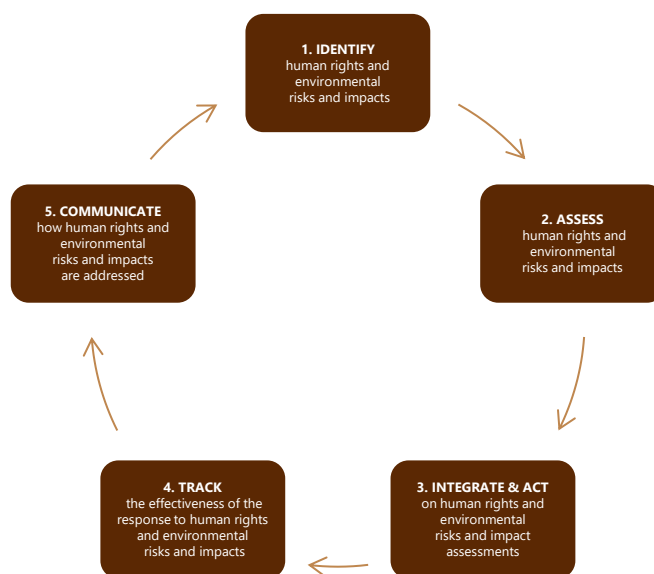 1. IDENTIFY
human rights and
environmental
risks and impacts
2. ASSESS
human rights and
environmental
risks and impacts
3. INTEGRATE & ACT
on human rights and
environmental
risks and impact
assessments
4. TRACK
the effectiveness of the
response to human rights
and environmental
risks and impacts
5. COMMUNICATE
how human rights and
environmental
risks and impacts
are addressed